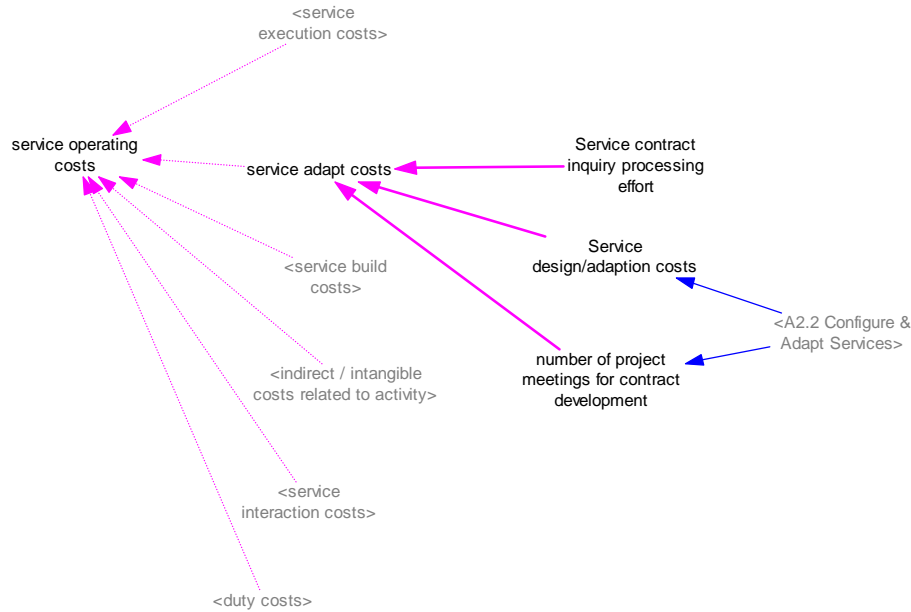 <service
execution costs>
service operating
costs
service adapt costs
Service contract
inquiry processing
effort
Service
design/adaption costs
<service build
costs>
<A2.2 Configure &
Adapt Services>
number of project
meetings for contract
development
<indirect / intangible
costs related to activity>
<service
interaction costs>
<duty costs>